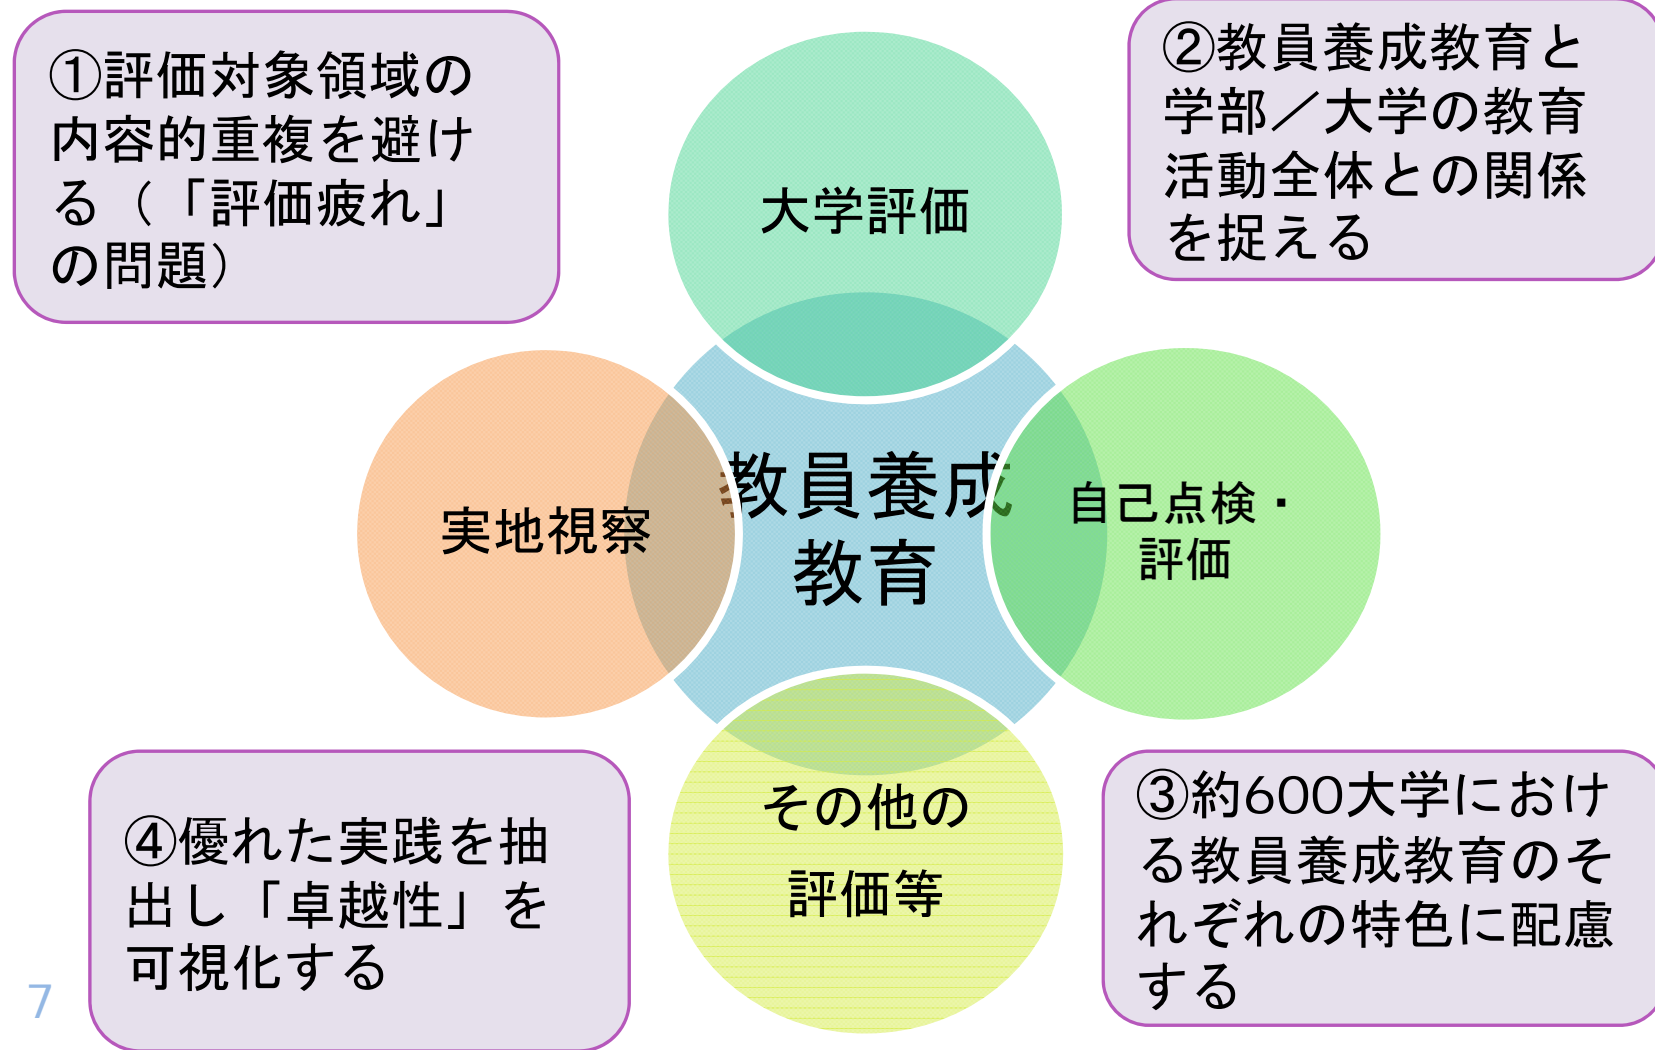 ①評価対象領域の
内容的重複を避け
る（「評価疲れ」
の問題）
②教員養成教育と
学部／大学の教育
活動全体との関係
を捉える
大学評価
実地視察
教員養成
教育
自己点検・
評価
その他の
評価等
④優れた実践を抽
出し「卓越性」を
可視化する
③約600大学におけ
る教員養成教育のそ
れぞれの特色に配慮
する
7